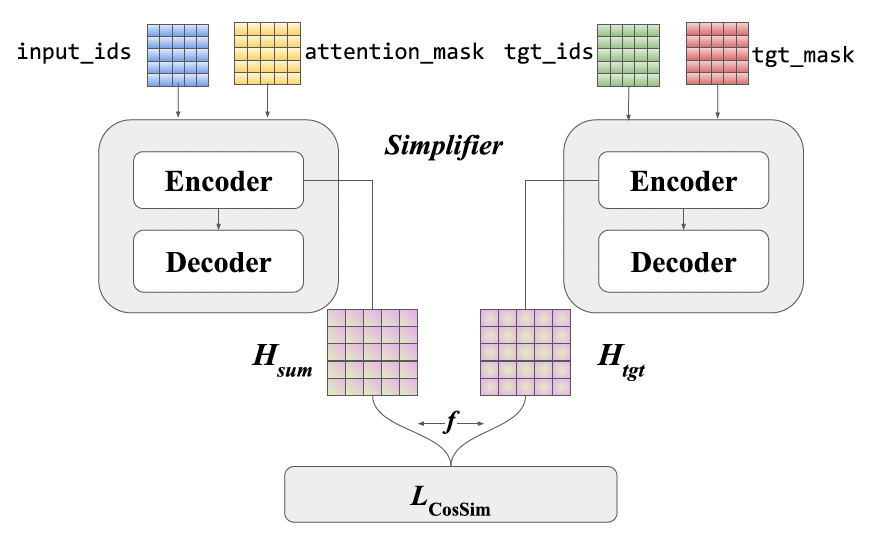 input_ids
attention_mask
tgt_ids
tgt_mask
Simplifier
Encoder
Decoder
Encoder
Decoder
H_sum
H_tgt
f
L_CosSim